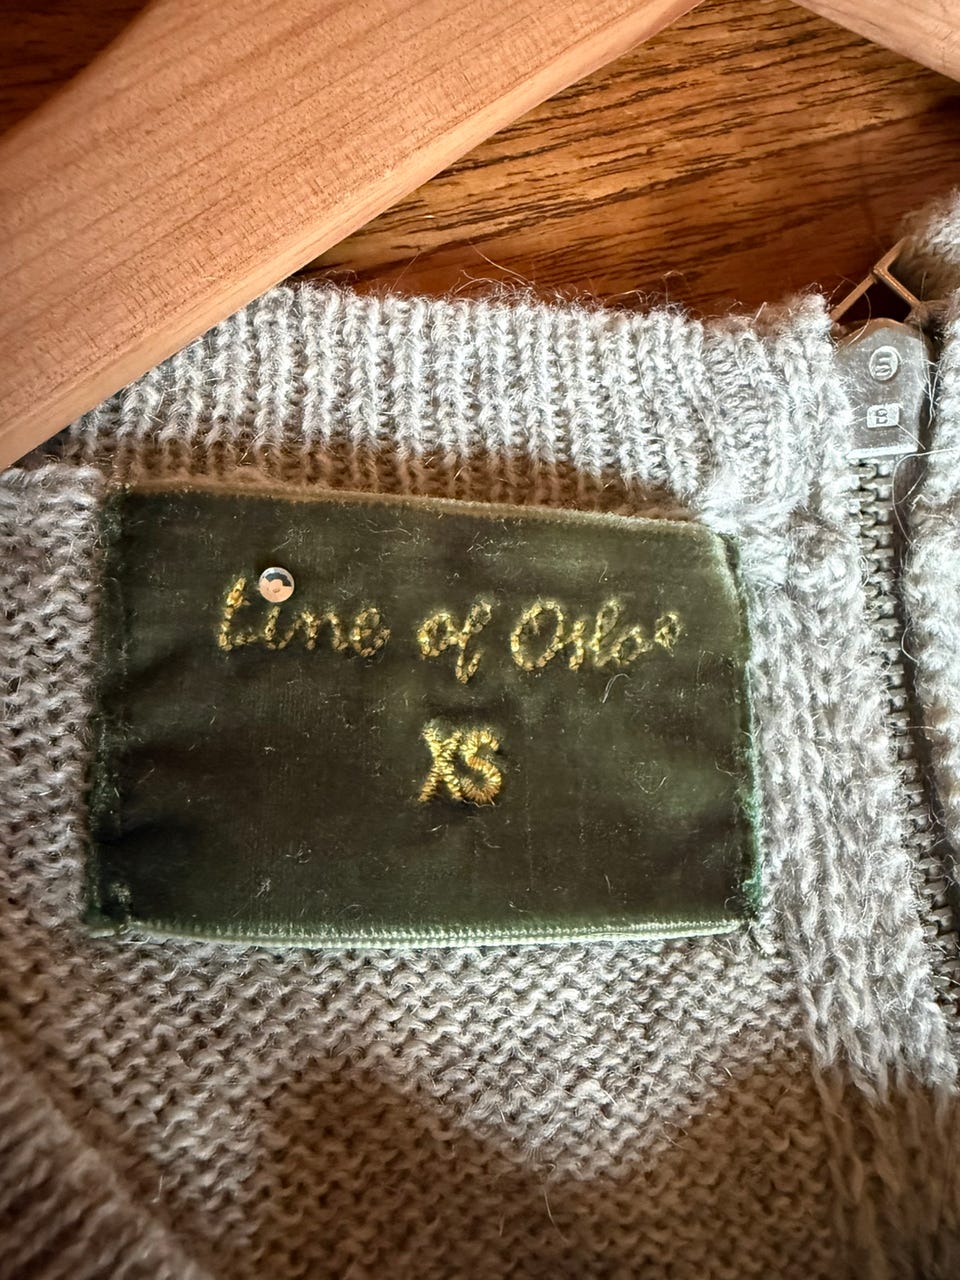 Line of Oslo
XS